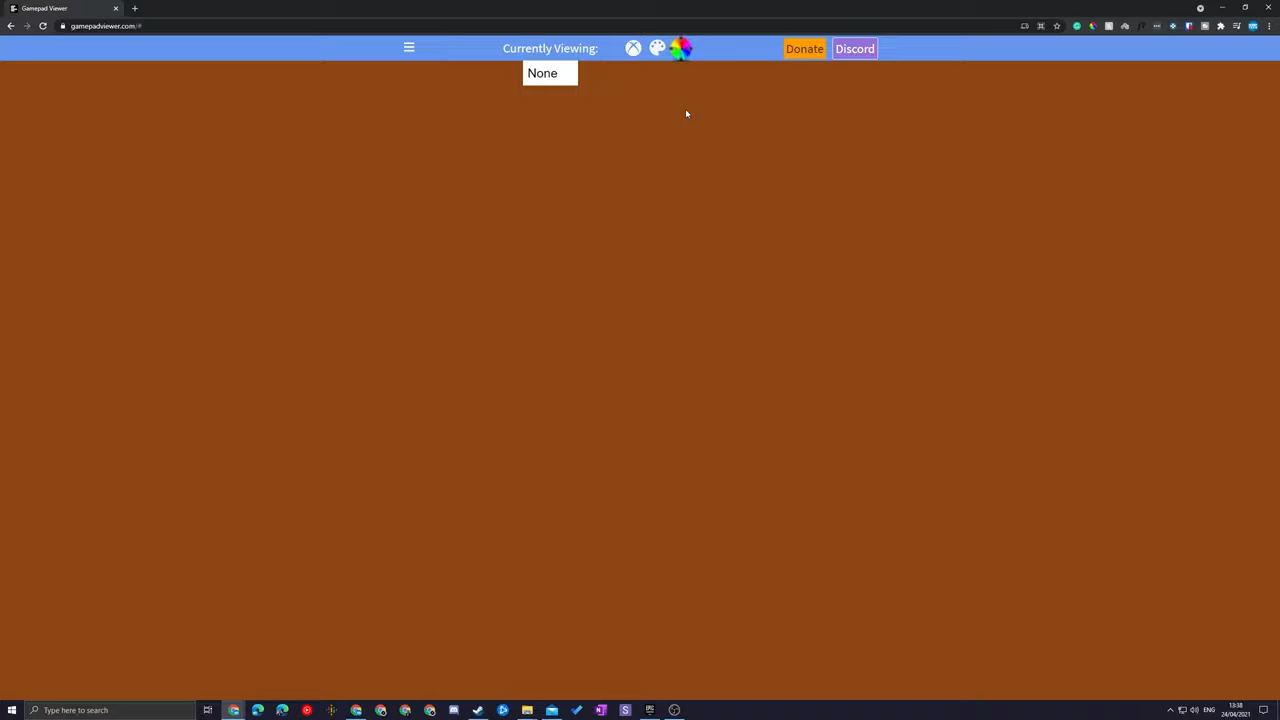 Gamepad Viewer
gamepadviewer.com/#
Currently Viewing:
Donate
Discord
None
Type here to search
ENG
13:38
24/04/2021